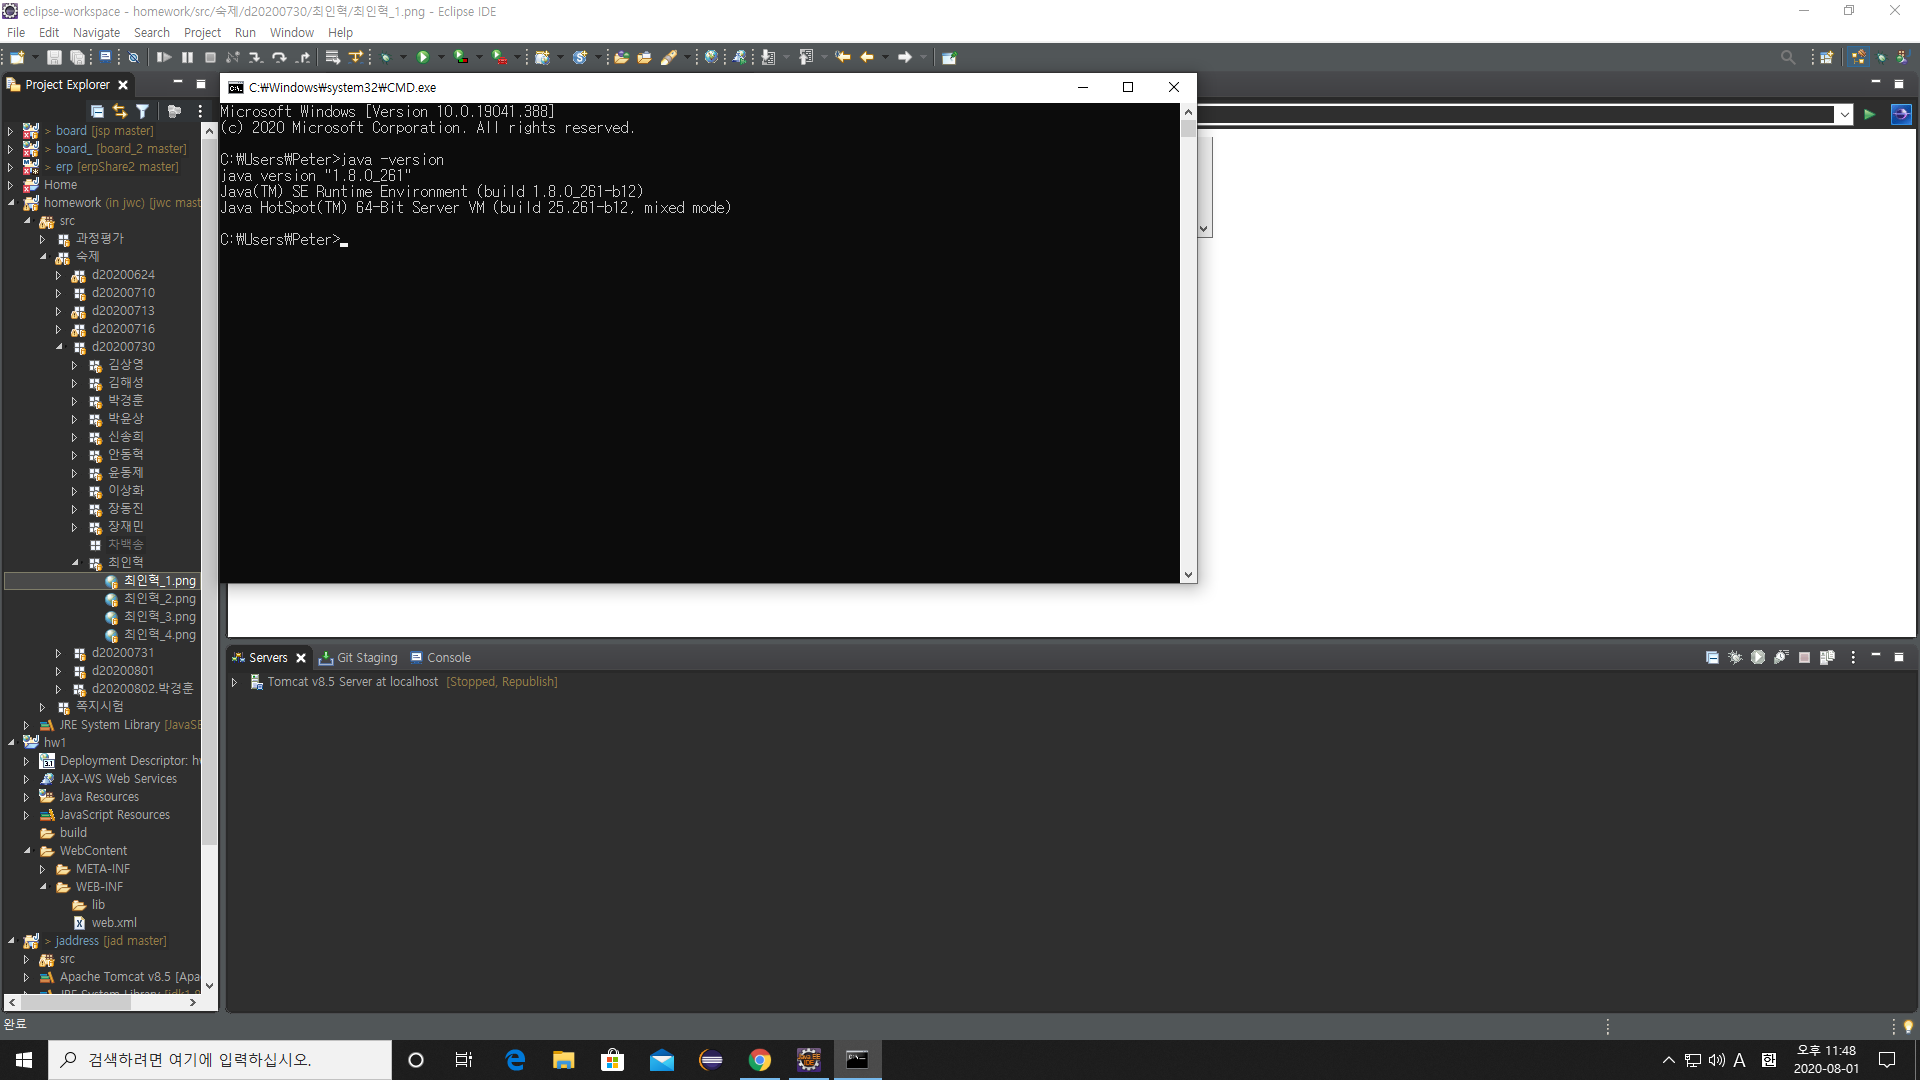 eclipse-workspace - homework/src/숙제/d20200730/최인혁/최인혁_1.png - Eclipse IDE
File Edit Navigate Search Project Run Window Help
Project Explorer
> board [jsp master]
> board_ [board_2 master]
> erp [erpShare2 master]
Home
homework (in jwc) [jwc mast
src
과정평가
숙제
d20200624
d20200710
d20200713
d20200716
d20200730
김상영
김해성
박경훈
박윤상
신송희
안동혁
윤동제
이상화
장동진
장재민
차백송
최인혁
최인혁_1.png
최인혁_2.png
최인혁_3.png
최인혁_4.png
d20200731
d20200801
d20200802.박경훈
쪽지시험
JRE System Library [JavaSE
hw1
Deployment Descriptor: hw
JAX-WS Web Services
Java Resources
JavaScript Resources
build
WebContent
META-INF
WEB-INF
lib
web.xml
> jaddress [jad master]
src
Apache Tomcat v8.5 [Apa
C:₩Windows₩system32₩CMD.exe
Microsoft Windows [Version 10.0.19041.388]
(c) 2020 Microsoft Corporation. All rights reserved.
C:₩Users₩Peter>java -version
java version "1.8.0_261"
Java(TM) SE Runtime Environment (build 1.8.0_261-b12)
Java HotSpot(TM) 64-Bit Server VM (build 25.261-b12, mixed mode)
C:₩Users₩Peter>
Servers Git Staging Console
Tomcat v8.5 Server at localhost [Stopped, Republish]
완료
검색하려면 여기에 입력하십시오.
A 한
오후 11:48
2020-08-01